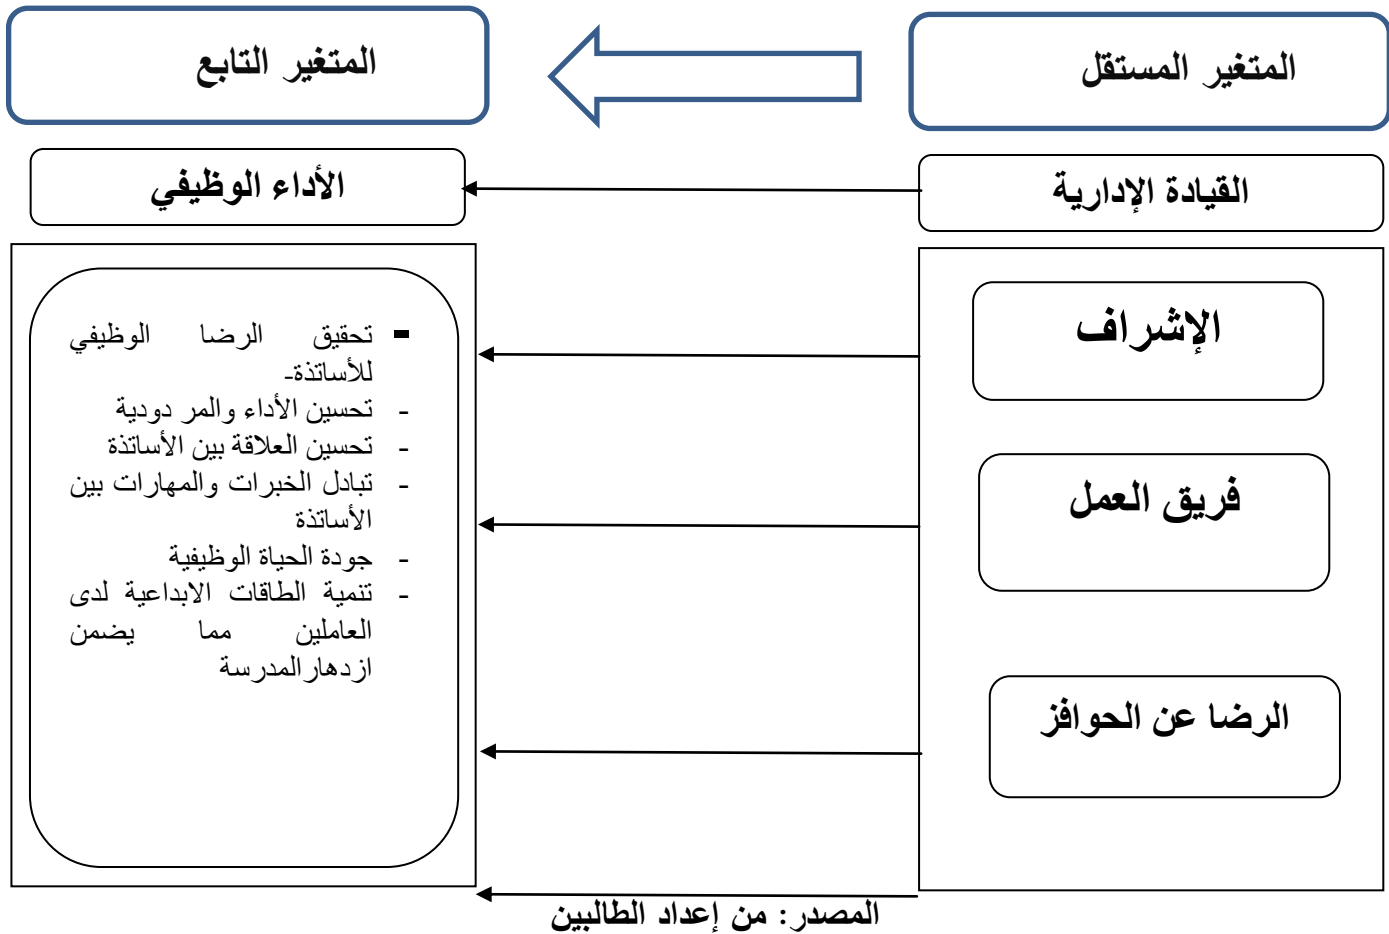 المتغير المستقل
المتغير التابع
القيادة الإدارية
الأداء الوظيفي
الإشراف
فريق العمل
الرضا عن الحوافز
▪ تحقيق الرضا الوظيفي
للأساتذة-
- تحسين الأداء والمر دودية
- تحسين العلاقة بين الأساتذة
- تبادل الخبرات والمهارات بين
الأساتذة
- جودة الحياة الوظيفية
- تنمية الطاقات الابداعية لدى
العاملين مما يضمن
ازدهار المدرسة
المصدر: من إعداد الطالبين